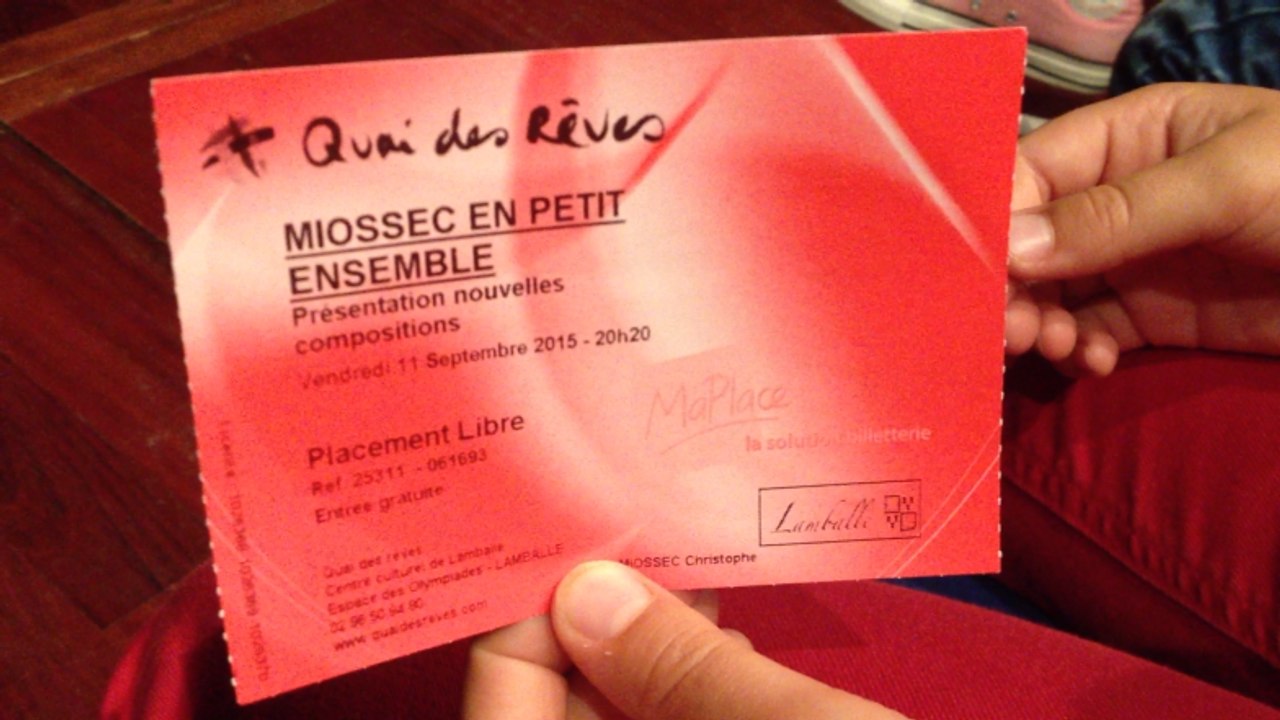 Quai des Rêves
MIOSSEC EN PETIT
ENSEMBLE
Présentation nouvelles
compositions
Vendredi 11 Septembre 2015 - 20h20
MaPlace
la solution billetterie
Placement Libre
Ref 25311 - 061693
Entrée gratuite
Lamballe
Quai des reves
Centre culturel de Lamballe
Espace des Olympiades - LAMBALLE
02 96 50 94 80
www.quaidesreves.com
MIOSSEC Christophe